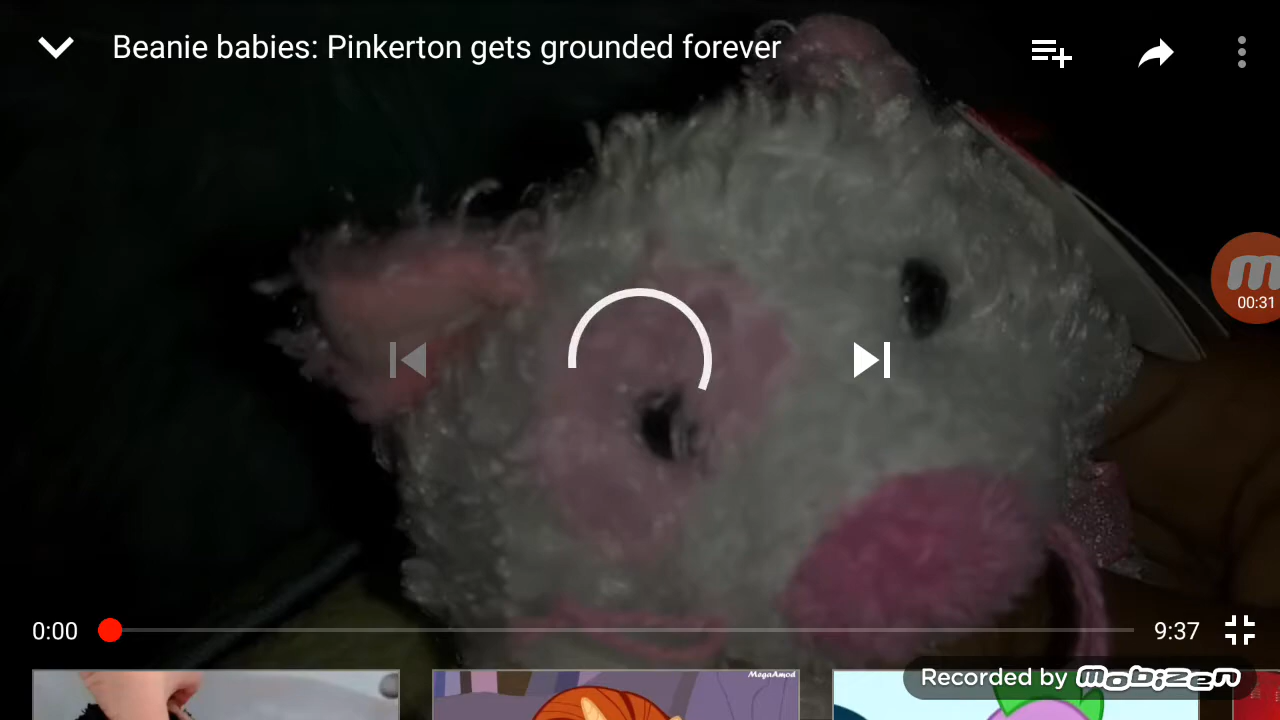 Beanie babies: Pinkerton gets grounded forever
00:31
0:00
9:37
MegaAmod
Recorded by mobizen